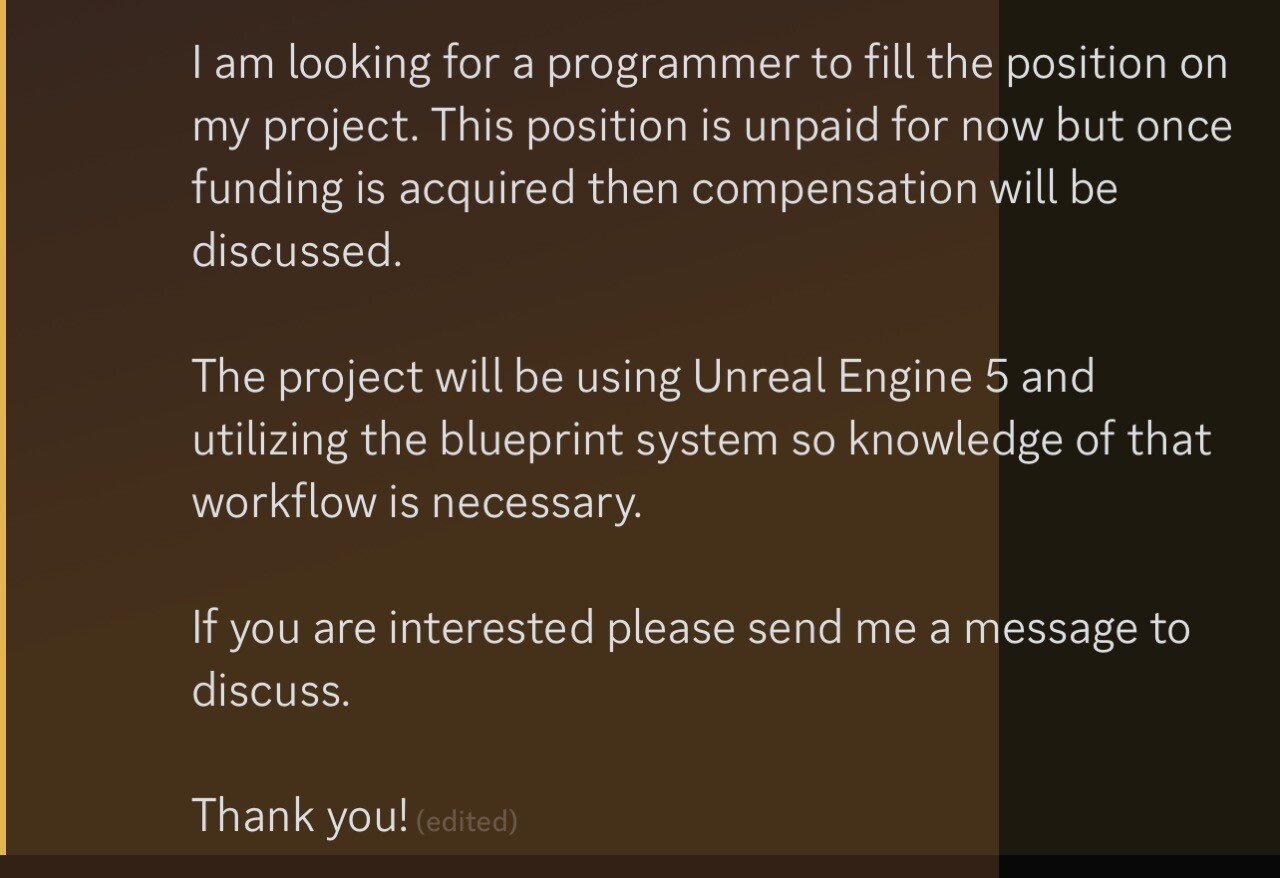 I am looking for a programmer to fill the position on
my project. This position is unpaid for now but once
funding is acquired then compensation will be
discussed.
The project will be using Unreal Engine 5 and
utilizing the blueprint system so knowledge of that
workflow is necessary.
If you are interested please send me a message to
discuss.
Thank you! (edited)